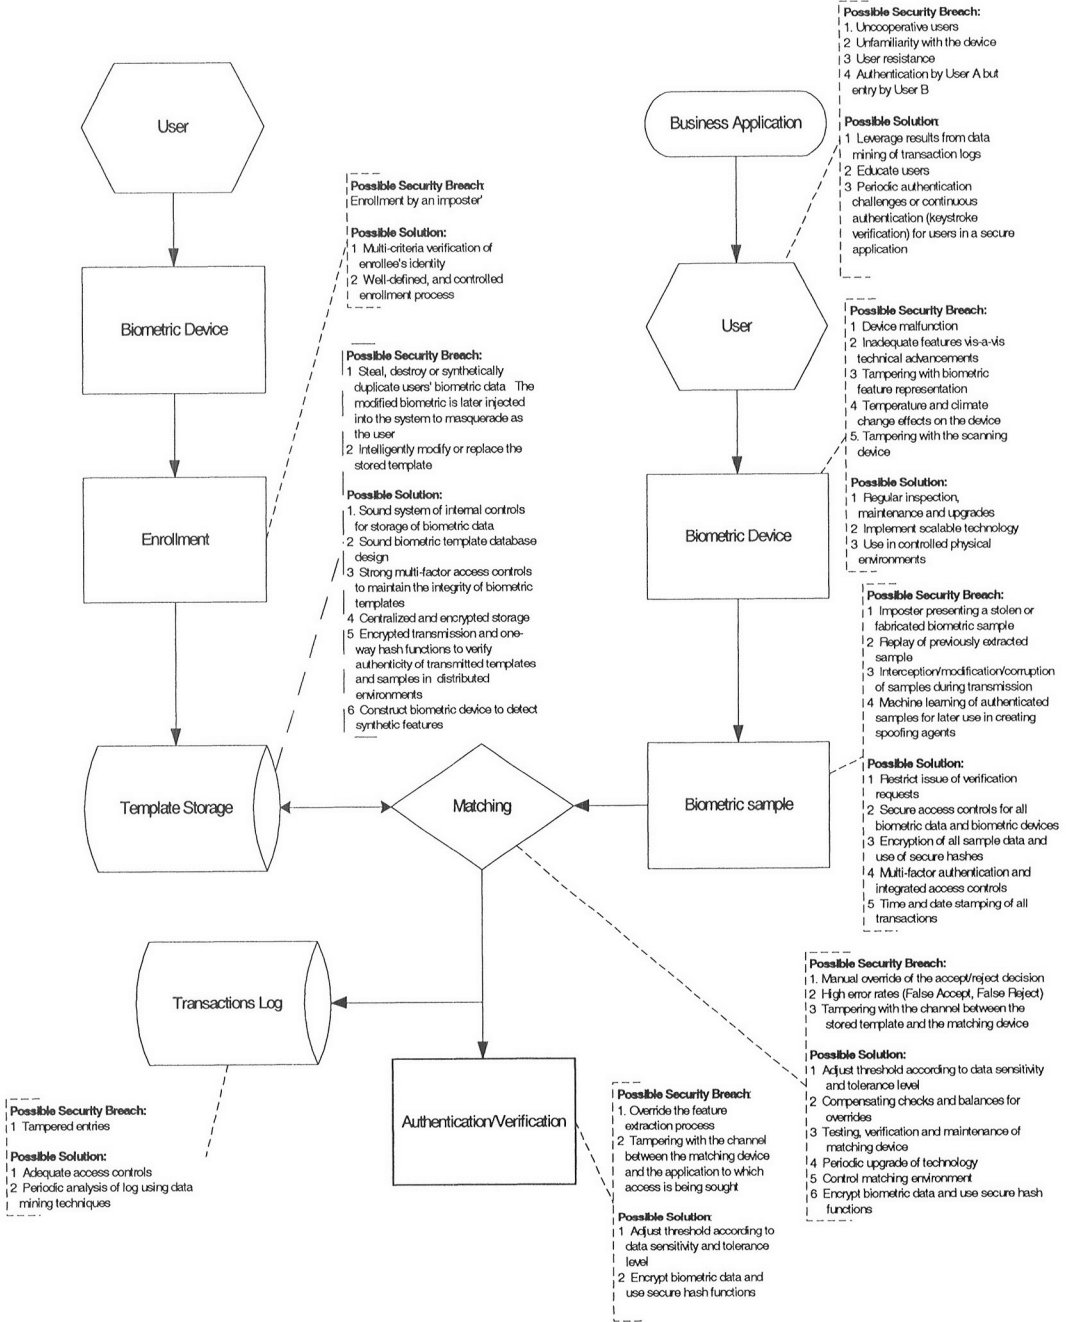 User
Biometric Device
Enrollment
Template Storage
Possible Security Breach:
Enrollment by an imposter'
Possible Solution:
1 Multi-criteria verification of
enrollee's identity
2 Well-defined, and controlled
enrollment process
Possible Security Breach:
1 Steal, destroy or synthetically
duplicate users' biometric data The
modified biometric is later injected
into the system to masquerade as
the user
2 Intelligently modify or replace the
stored template
Possible Solution:
1. Sound system of internal controls
for storage of biometric data
2 Sound biometric template database
design
3 Strong multi-factor access controls
to maintain the integrity of biometric
templates
4 Centralized and encrypted storage
5 Encrypted transmission and one-
way hash functions to verify
authenticity of transmitted templates
and samples in distributed
environments
6 Construct biometric device to detect
synthetic features
Business Application
User
Biometric Device
Biometric sample
Matching
Possible Security Breach:
1. Uncooperative users
2 Unfamiliarity with the device
3 User resistance
4 Authentication by User A but
entry by User B
Possible Solution
1 Leverage results from data
mining of transaction logs
2 Educate users
3 Periodic authentication
challenges or continuous
authentication (keystroke
verification) for users in a secure
application
Possible Security Breach:
1 Device malfunction
2 Inadequate features vis-a-vis
technical advancements
3 Tampering with biometric
feature representation
4 Temperature and climate
change effects on the device
5. Tampering with the scanning
device
Possible Solution:
1 Regular inspection,
maintenance and upgrades
2 Implement scalable technology
3 Use in controlled physical
environments
Possible Security Breach:
1 Imposter presenting a stolen or
fabricated biometric sample
2 Replay of previously extracted
sample
3 Interception/modification/corruption
of samples during transmission
4 Machine learning of authenticated
samples for later use in creating
spoofing agents
Possible Solution:
1 Restrict issue of verification
requests
2 Secure access controls for all
biometric data and biometric devices
3 Encryption of all sample data and
use of secure hashes
4 Multi-factor authentication and
integrated access controls
5 Time and date stamping of all
transactions
Possible Security Breach:
1. Manual override of the accept/reject decision
2 High error rates (False Accept, False Reject)
3 Tampering with the channel between the
stored template and the matching device
Possible Solution:
1 Adjust threshold according to data sensitivity
and tolerance level
2 Compensating checks and balances for
overrides
3 Testing, verification and maintenance of
matching device
4 Periodic upgrade of technology
5 Control matching environment
6 Encrypt biometric data and use secure hash
functions
Transactions Log
Possible Security Breach:
1 Tampered entries
Possible Solution:
1 Adequate access controls
2 Periodic analysis of log using data
mining techniques
Authentication/Verification
Possible Security Breach:
1. Override the feature
extraction process
2 Tampering with the channel
between the matching device
and the application to which
access is being sought
Possible Solution
1 Adjust threshold according to
data sensitivity and tolerance
level
2 Encrypt biometric data and
use secure hash functions